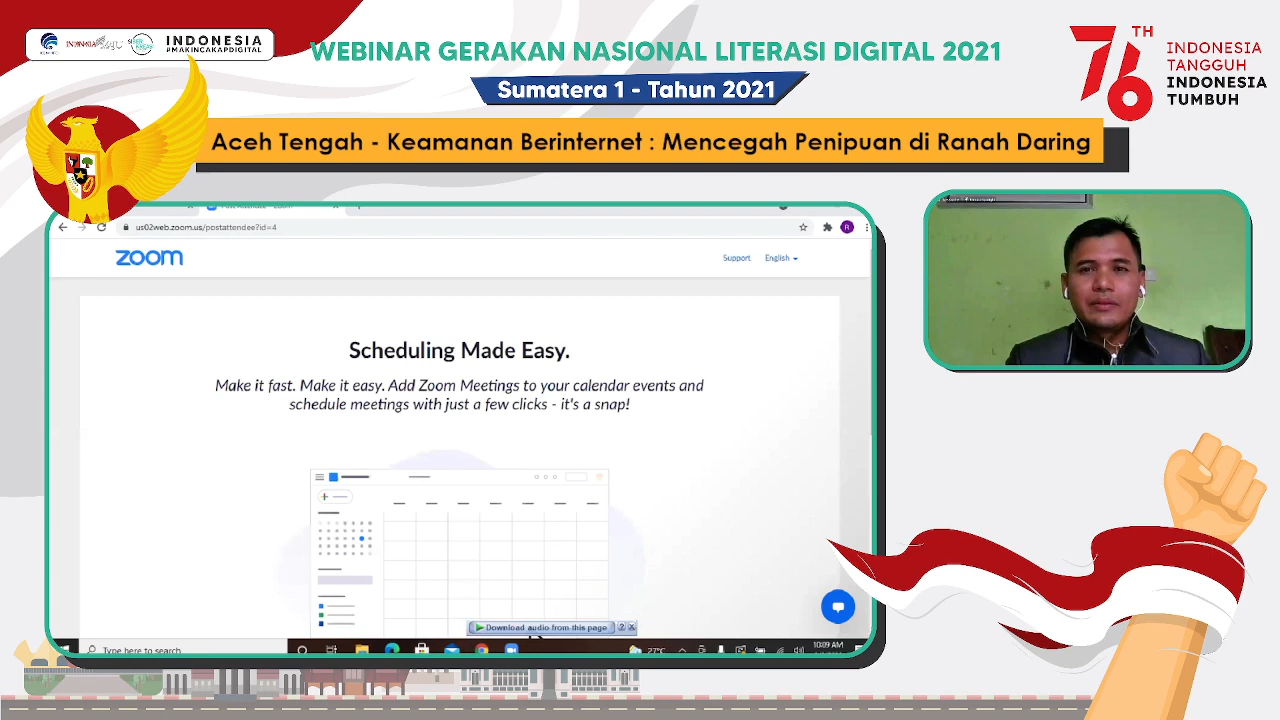 INDONESIA
#MAKINCAKAPDIGITAL
WEBINAR GERAKAN NASIONAL LITERASI DIGITAL 2021
Sumatera 1 - Tahun 2021
76TH
INDONESIA
TANGGUH
INDONESIA
TUMBUH
Aceh Tengah - Keamanan Berinternet : Mencegah Penipuan di Ranah Daring
us02web.zoom.us/postattendee?id=4
R
zoom
Support
English
Scheduling Made Easy.
Make it fast. Make it easy. Add Zoom Meetings to your calendar events and
schedule meetings with just a few clicks - it's a snap!
Download audio from this page
?
Type here to search
27°C
10:09 AM